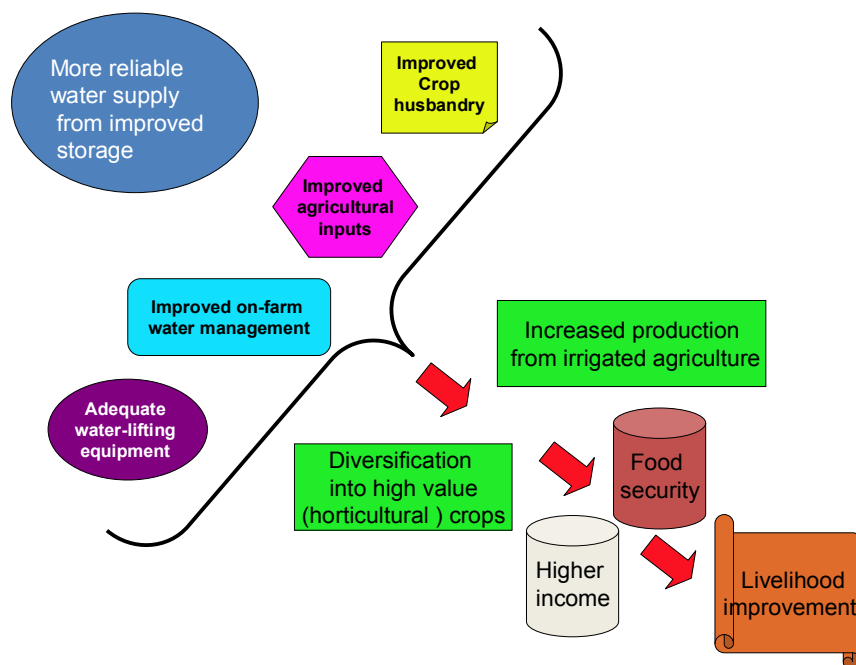 More reliable
water supply
from improved
storage
Improved
Crop
husbandry
Improved
agricultural
inputs
Improved on-farm
water management
Adequate
water-lifting
equipment
Increased production
from irrigated agriculture
Diversification
into high value
(horticultural ) crops
Food
security
Higher
income
Livelihood
improvement